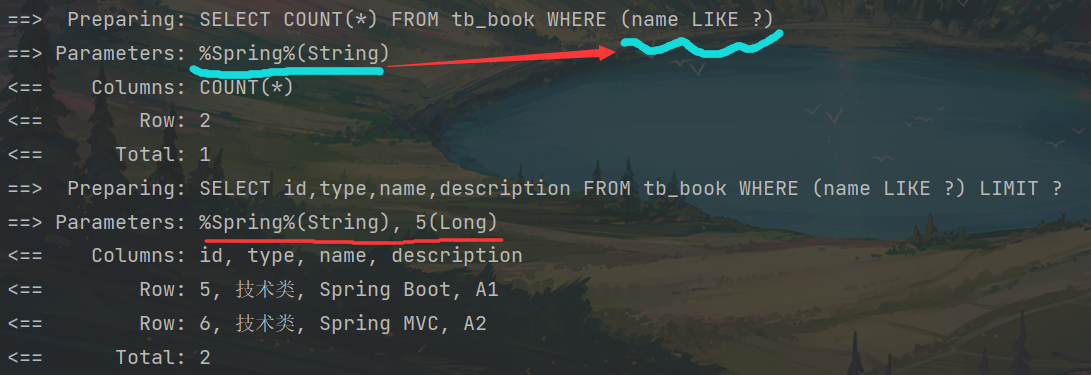 ==>  Preparing: SELECT COUNT(*) FROM tb_book WHERE (name LIKE ?)
==> Parameters: %Spring%(String)
<==    Columns: COUNT(*)
<==        Row: 2
<==      Total: 1
==>  Preparing: SELECT id,type,name,description FROM tb_book WHERE (name LIKE ?) LIMIT ?
==> Parameters: %Spring%(String), 5(Long)
<==    Columns: id, type, name, description
<==        Row: 5, 技术类, Spring Boot, A1
<==        Row: 6, 技术类, Spring MVC, A2
<==      Total: 2